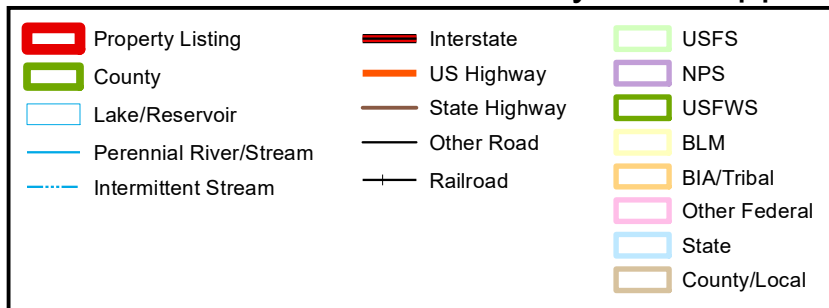 Property Listing
County
Lake/Reservoir
Perennial River/Stream
Intermittent Stream
Interstate
US Highway
State Highway
Other Road
Railroad
USFS
NPS
USFWS
BLM
BIA/Tribal
Other Federal
State
County/Local